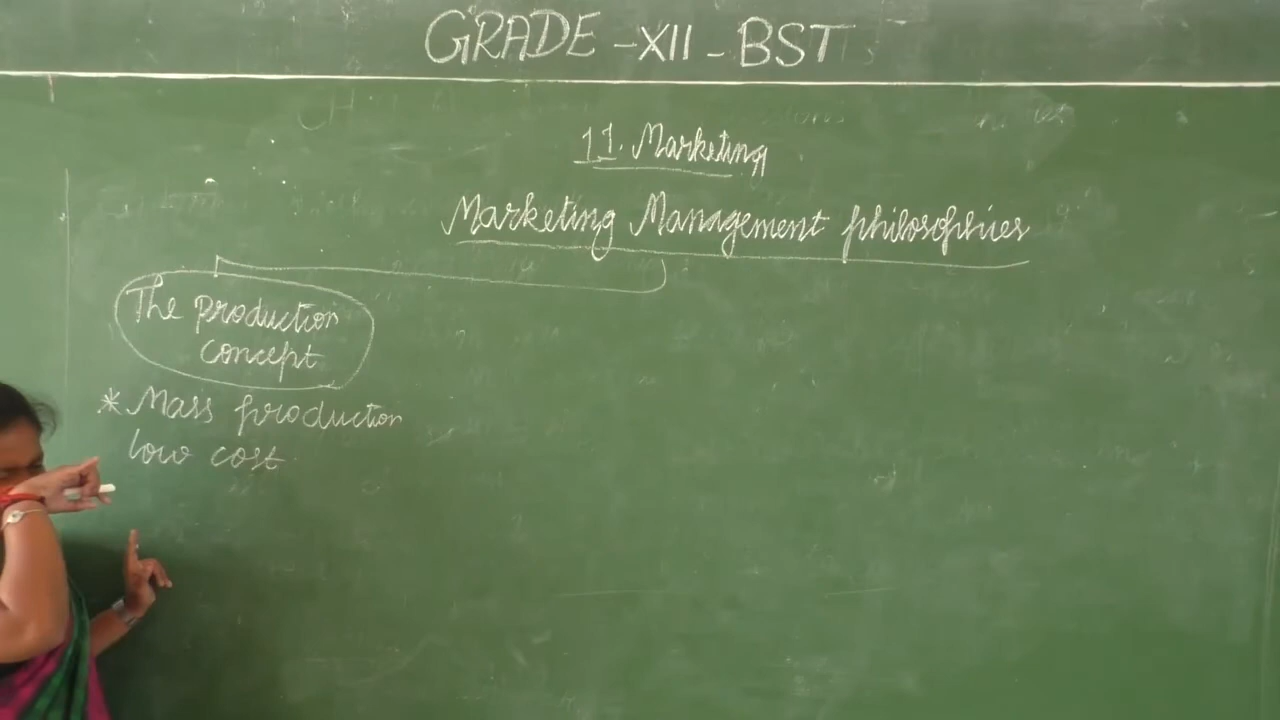 GRADE - XII - BST
11. Marketing
Marketing Management philosophies
The production
concept
* Mass production
low cost